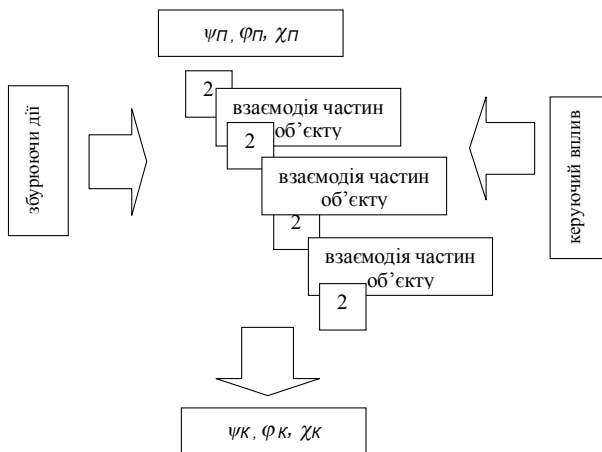 ψП, φП, χП
збурюючи дії
2
взаємодія частин
об’єкту
2
взаємодія частин
об’єкту
2
взаємодія частин
об’єкту
2
керуючий вплив
ψК, φК, χК